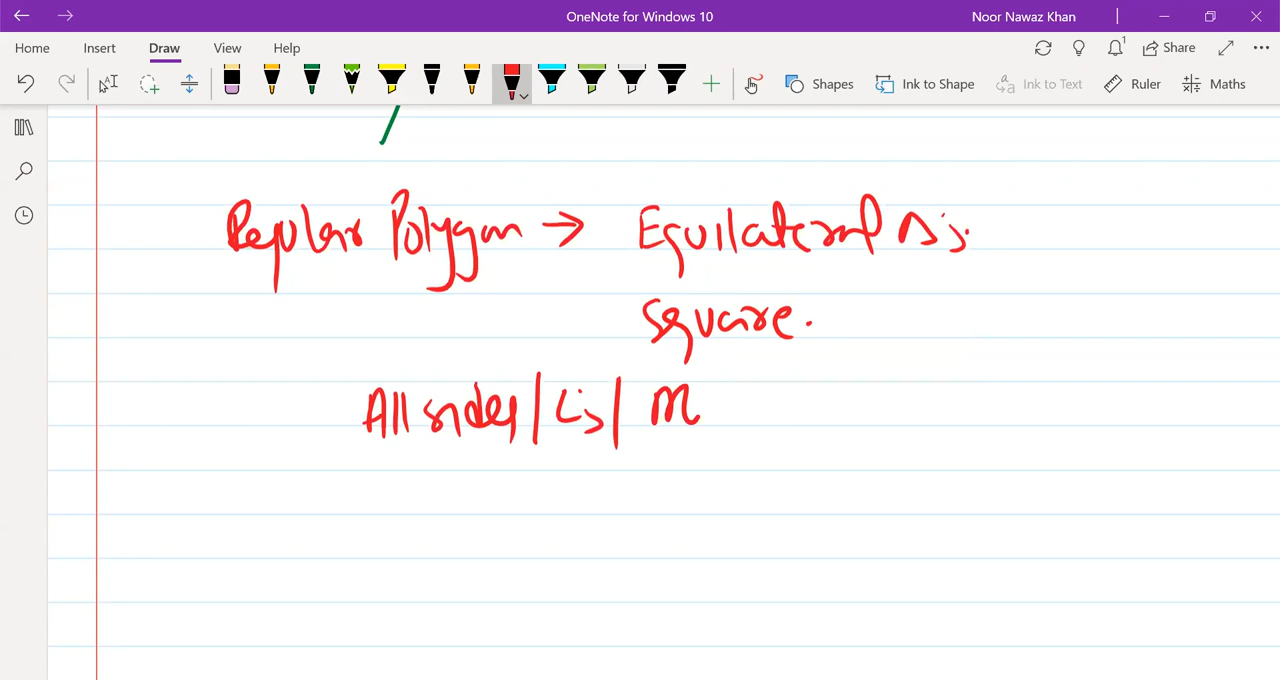 OneNote for Windows 10
Noor Nawaz Khan
Home Insert Draw View Help
1 Share
Shapes Ink to Shape Ink to Text Ruler Maths
Regular Polygon → Equilateral Δ;
Square.
All sides / ∠s / m